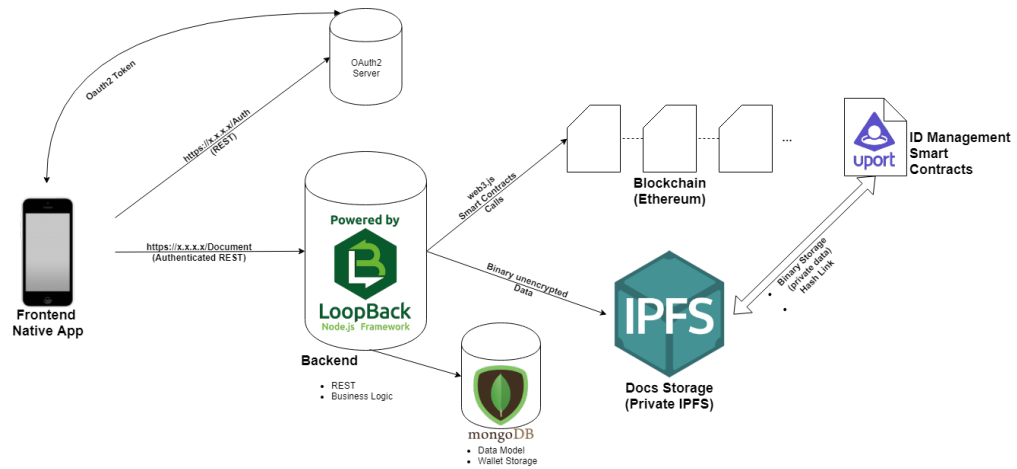 OAuth2
Server
Oauth2 Token
https://x.x.x.x/Auth
(REST)
Frontend
Native App
https://x.x.x.x/Document
(Authenticated REST)
Powered by
LB
LoopBack
Node.js Framework
Backend
• REST
• Business Logic
mongoDB
• Data Model
• Wallet Storage
web3.js
Smart Contracts
Calls
Binary unencrypted
Data
...
Blockchain
(Ethereum)
IPFS
Docs Storage
(Private IPFS)
• Binary Storage
(private data)
• Hash Link
uport
ID Management
Smart
Contracts